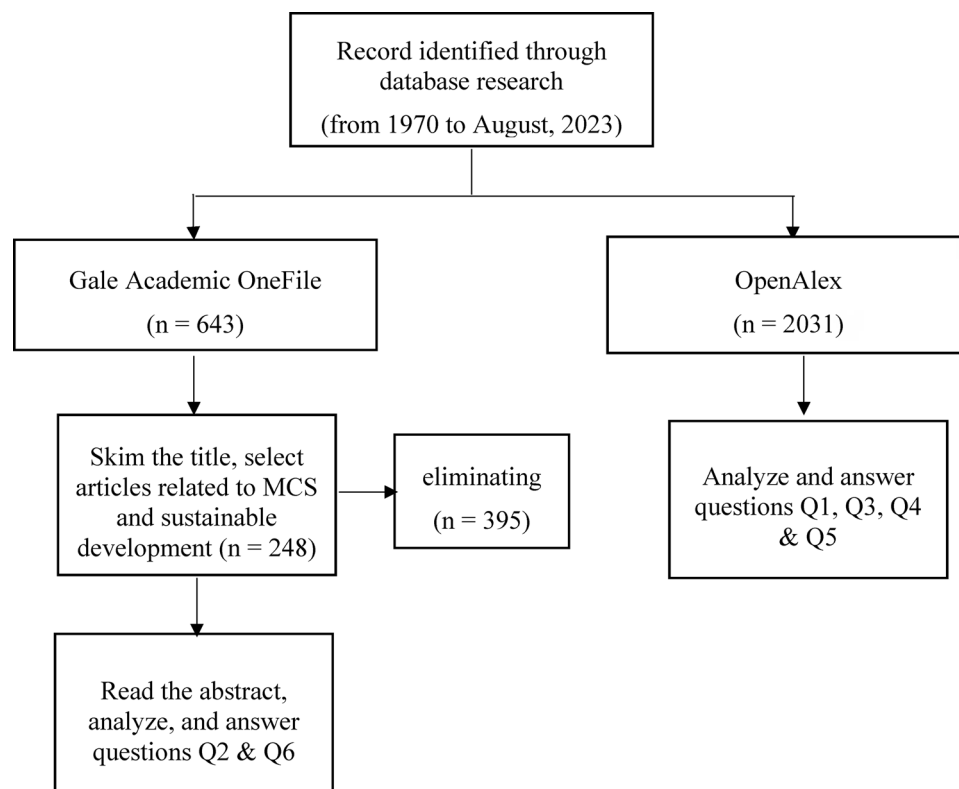 Record identified through
database research
(from 1970 to August, 2023)
Gale Academic OneFile
(n = 643)
OpenAlex
(n = 2031)
Skim the title, select
articles related to MCS
and sustainable
development (n = 248)
eliminating
(n = 395)
Analyze and answer
questions Q1, Q3, Q4
& Q5
Read the abstract,
analyze, and answer
questions Q2 & Q6